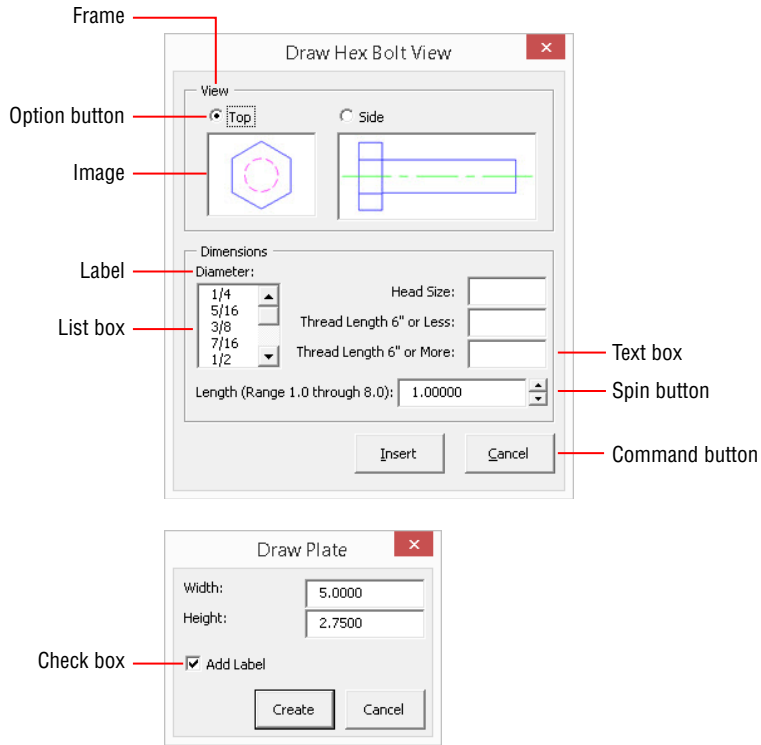 Frame
Draw Hex Bolt View
View
Option button
Top
Side
Image
Dimensions
Label
Diameter:
List box
1/4
5/16
3/8
7/16
1/2
Head Size:
Thread Length 6" or Less:
Thread Length 6" or More:
Text box
Length (Range 1.0 through 8.0):
1.00000
Spin button
Insert
Cancel
Command button
Draw Plate
Width:
5.0000
Height:
2.7500
Check box
Add Label
Create
Cancel